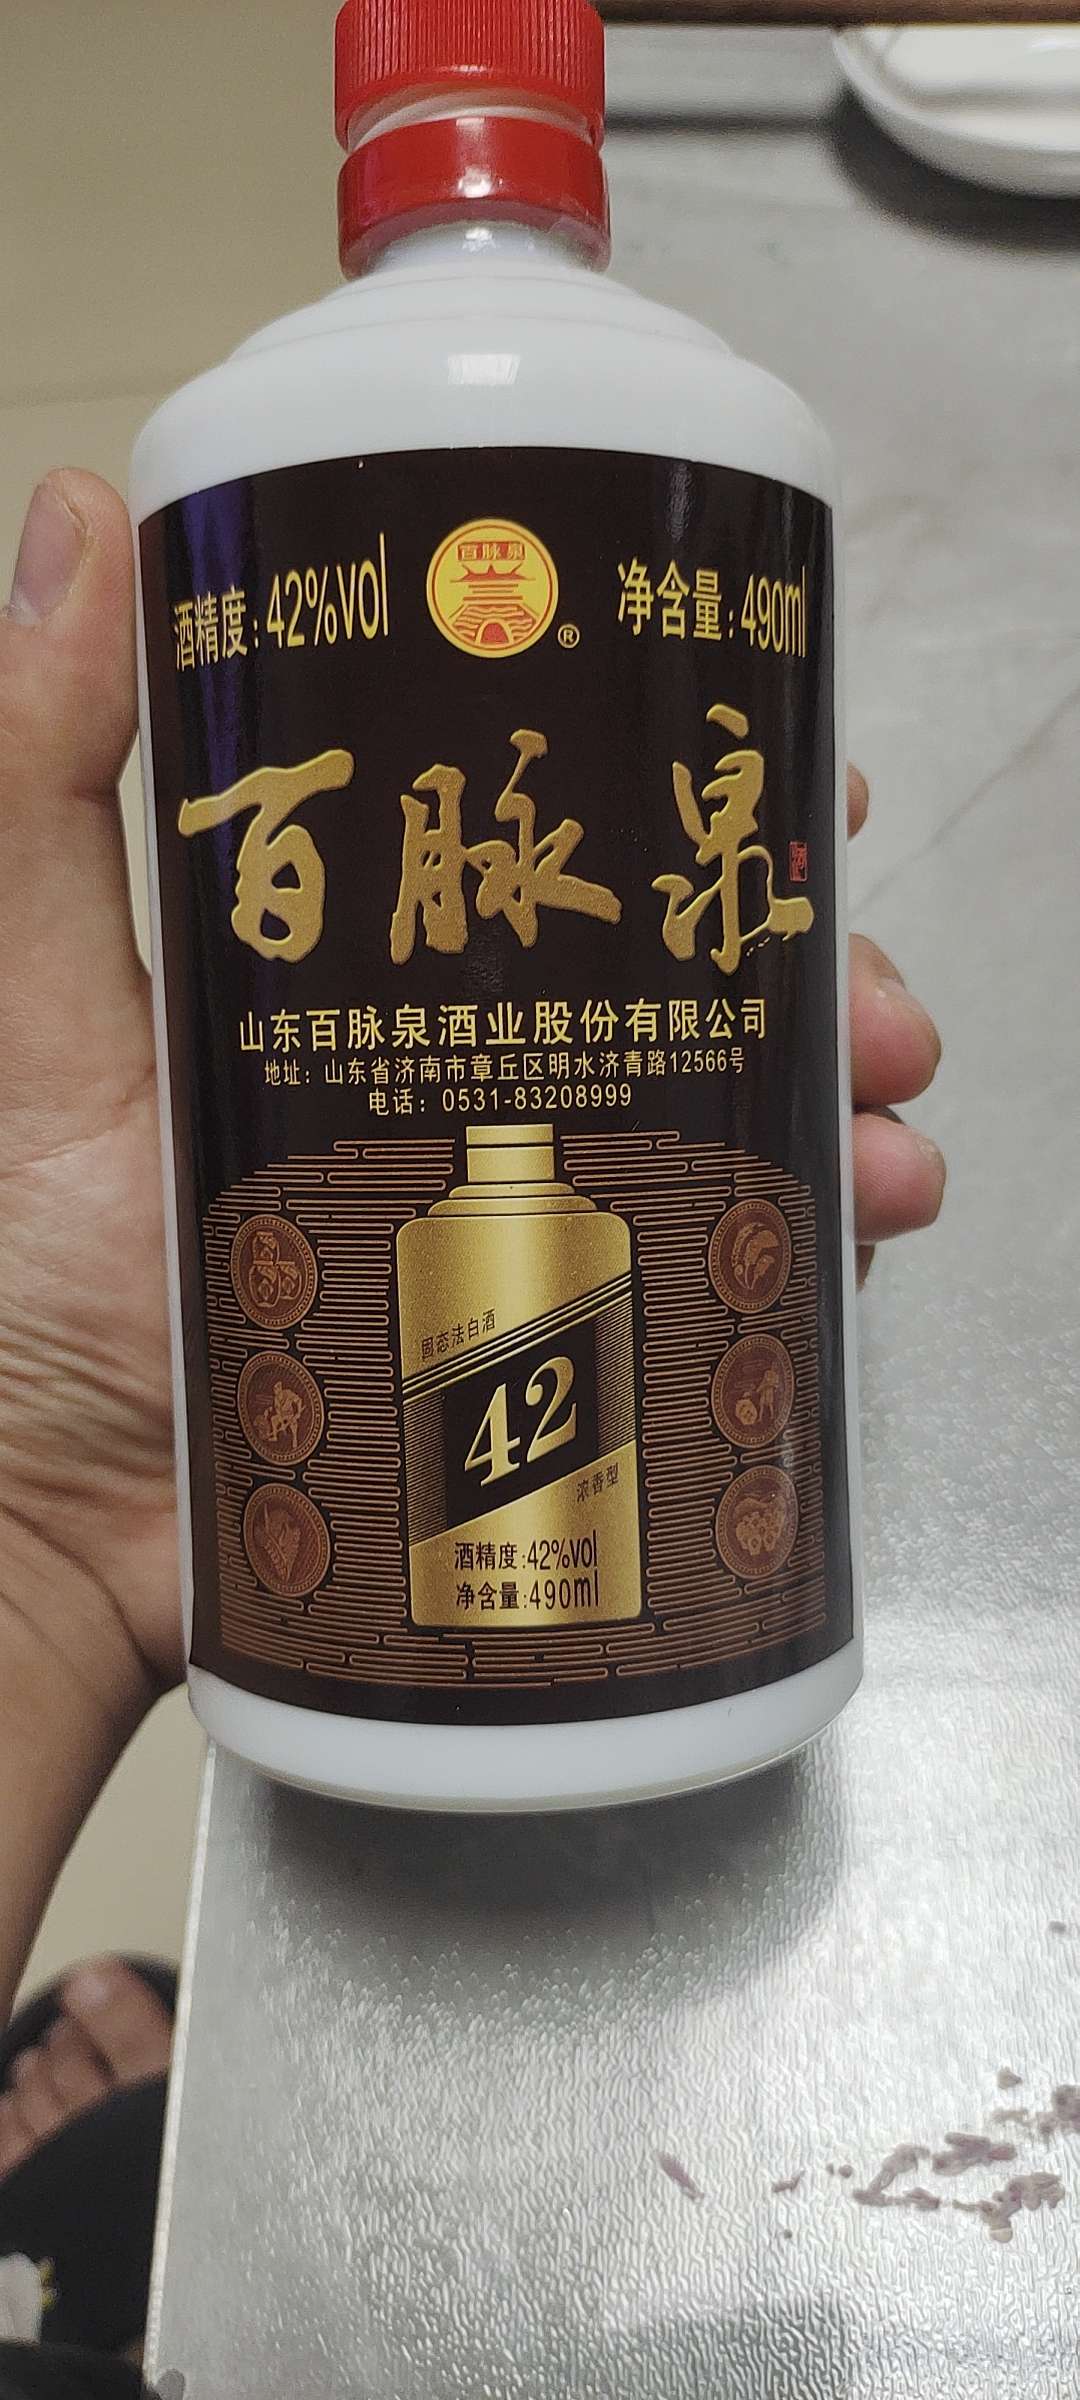 酒精度:42%vol
百脉泉
®
净含量:490ml
百脉泉
山东百脉泉酒业股份有限公司
地址：山东省济南市章丘区明水济青路12566号
电话：0531-83208999
固态法白酒
42
浓香型
酒精度:42%vol
净含量:490ml